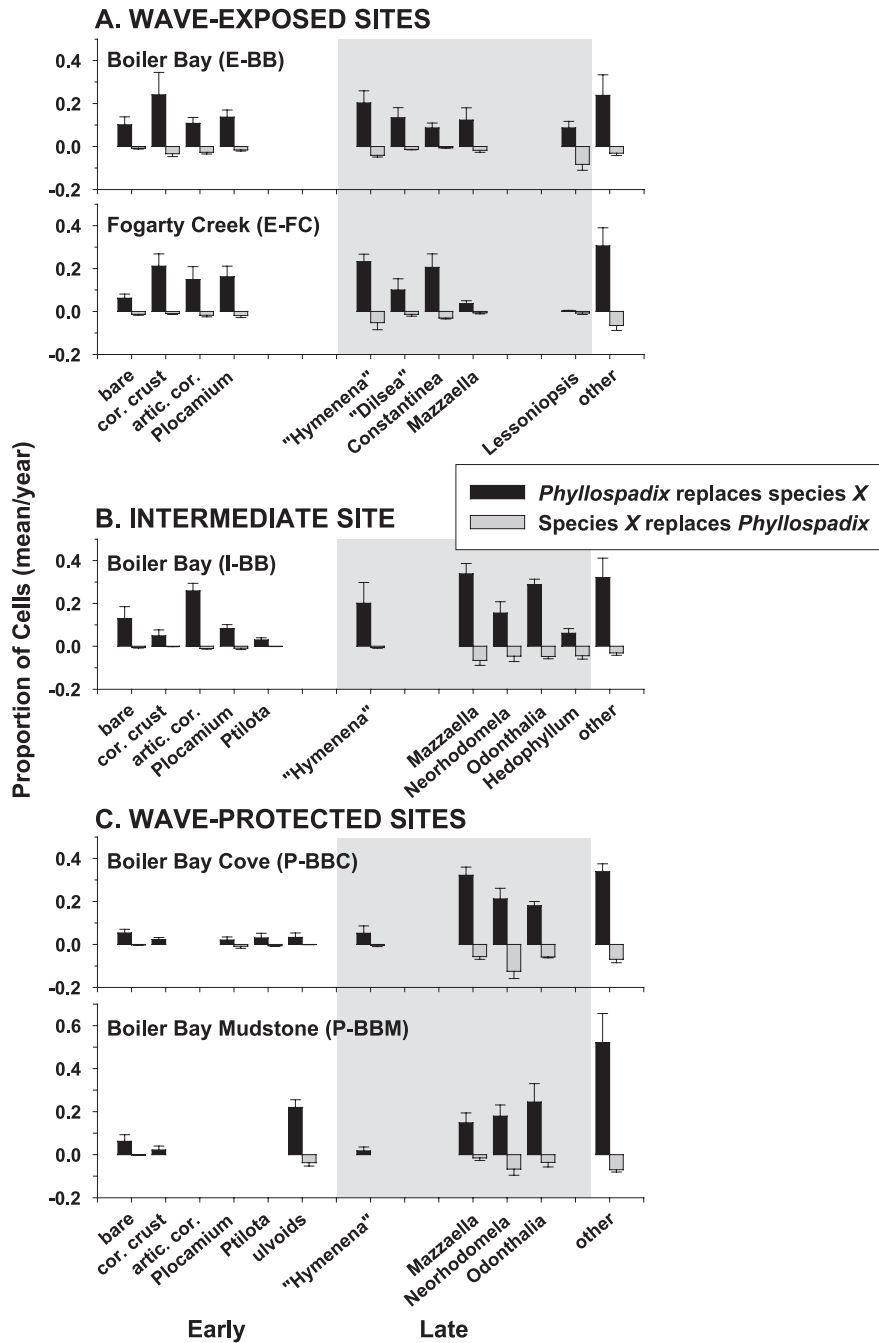 A. WAVE-EXPOSED SITES
Boiler Bay (E-BB)
0.4
0.2
0.0
-0.2
Fogarty Creek (E-FC)
0.4
0.2
0.0
-0.2
bare
cor. crust
artic. cor.
Plocamium
"Hymenena"
"Dilsea"
Constantinea
Mazzaella
Lessoniopsis
other
Proportion of Cells (mean/year)
Phyllospadix replaces species X
Species X replaces Phyllospadix
B. INTERMEDIATE SITE
Boiler Bay (I-BB)
0.4
0.2
0.0
-0.2
bare
cor. crust
artic. cor.
Plocamium
Ptilota
"Hymenena"
Mazzaella
Neorhodomela
Odonthalia
Hedophyllum
other
C. WAVE-PROTECTED SITES
Boiler Bay Cove (P-BBC)
0.4
0.2
0.0
-0.2
Boiler Bay Mudstone (P-BBM)
0.6
0.4
0.2
0.0
-0.2
bare
cor. crust
artic. cor.
Plocamium
Ptilota
ulvoids
"Hymenena"
Mazzaella
Neorhodomela
Odonthalia
other
Early
Late